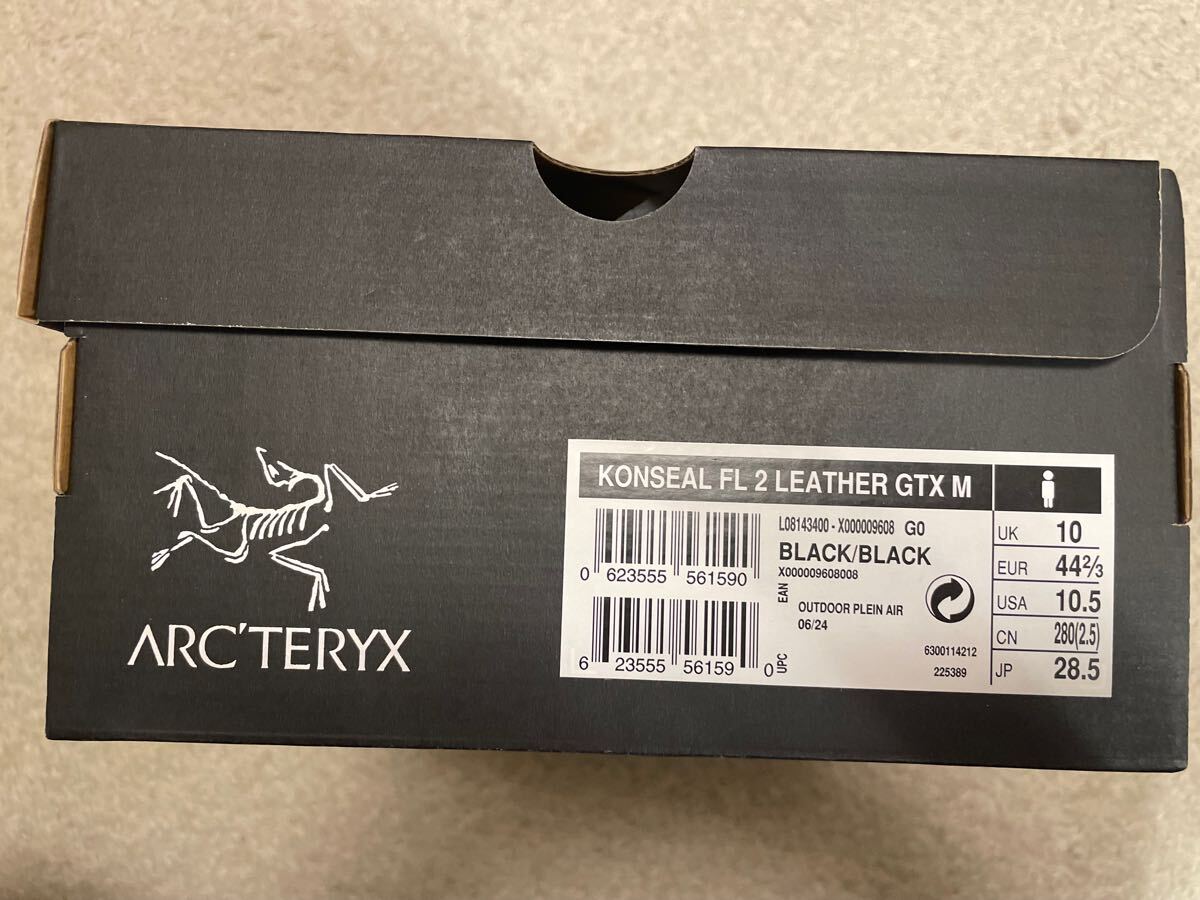 ARC'TERYX
KONSEAL FL 2 LEATHER GTX M
0 623555 561590
6 23555 56159 0
EAN
UPC
L08143400 - X000009608 G0
BLACK/BLACK
X000009608008
OUTDOOR PLEIN AIR
06/24
6300114212
225389
UK 10
EUR 44⅔
USA 10.5
CN 280(2.5)
JP 28.5